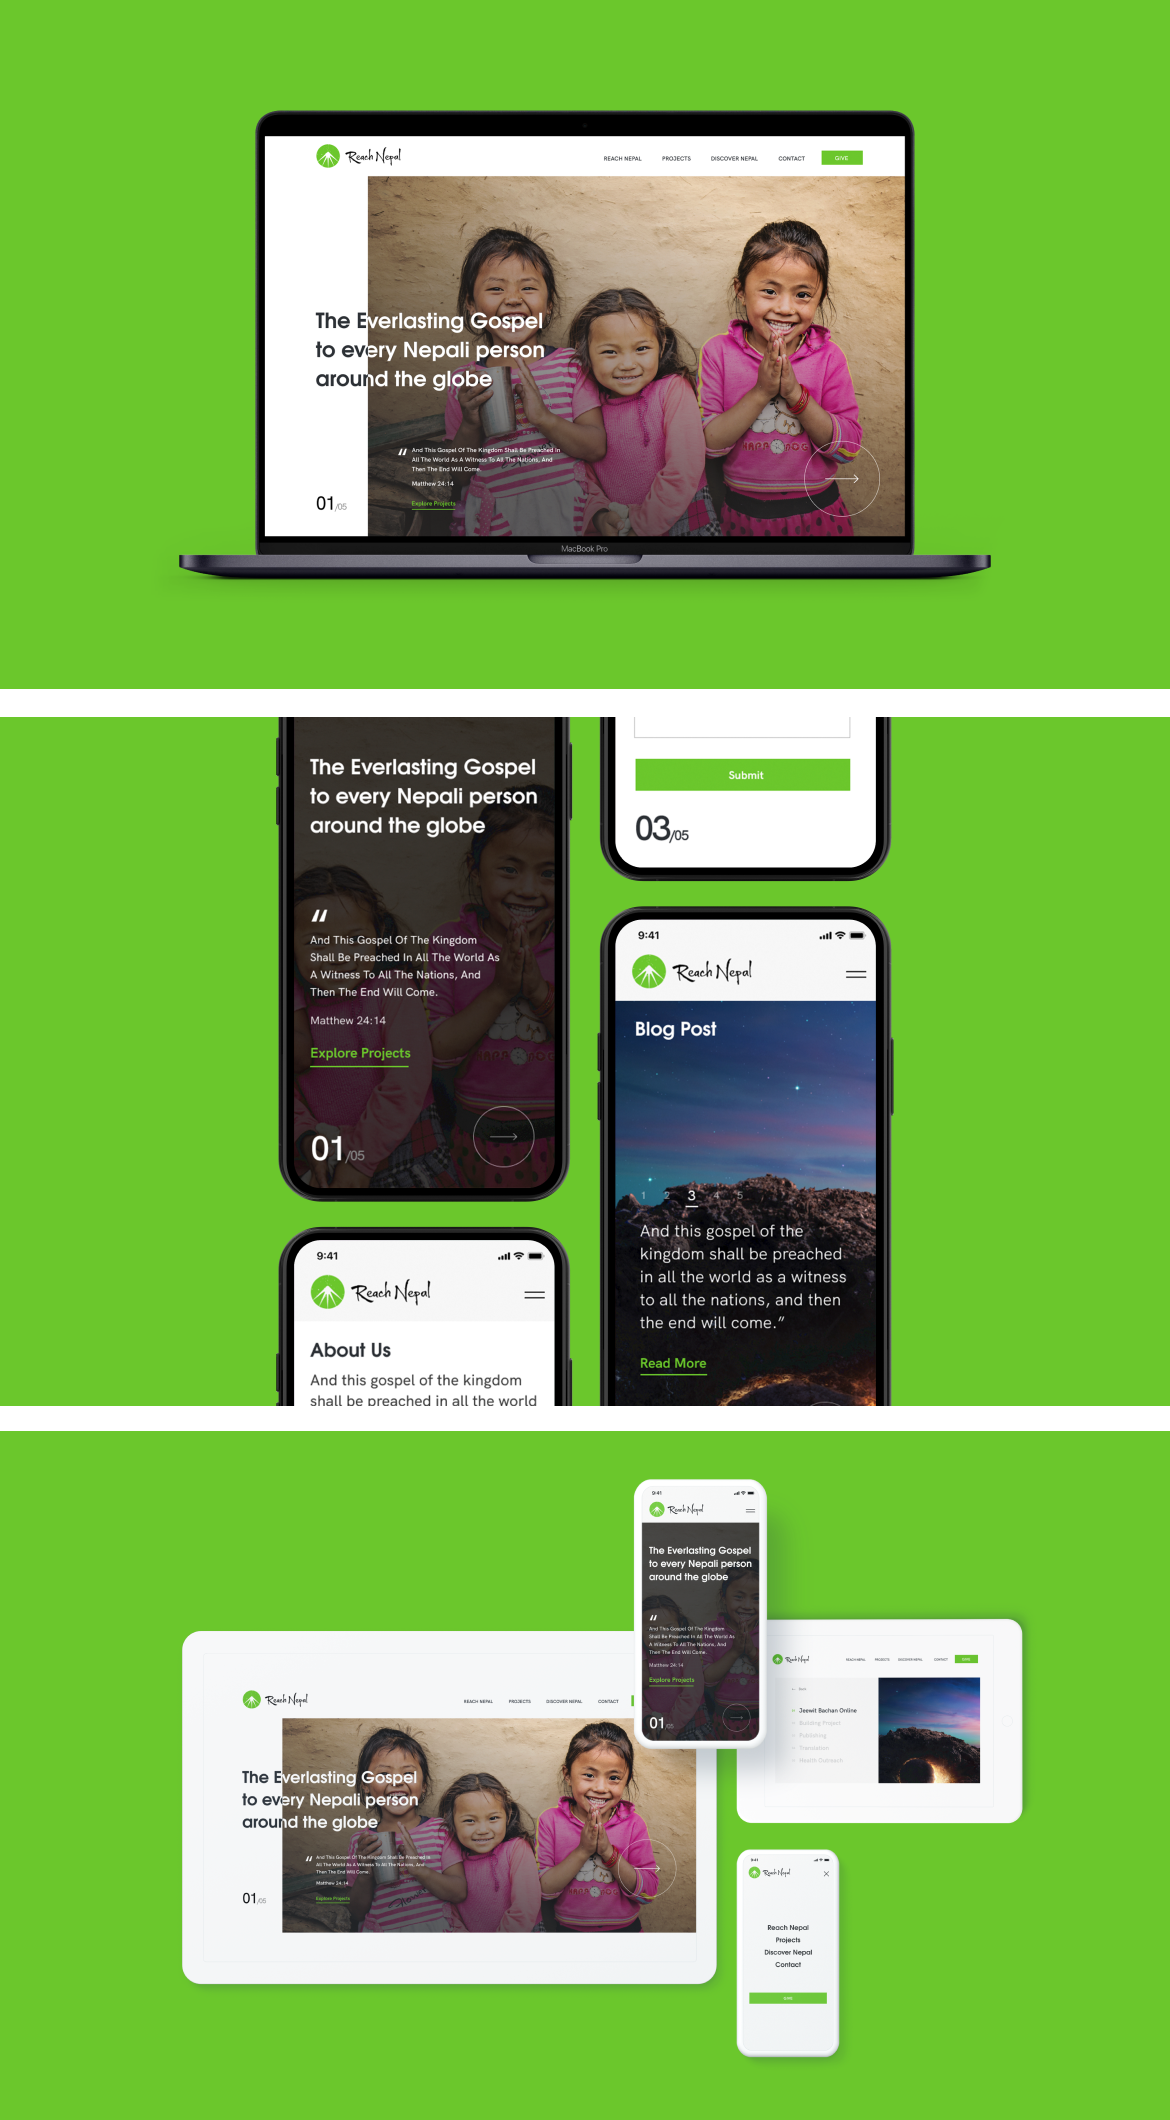 Reach Nepal
REACH NEPAL PROJECTS DISCOVER NEPAL CONTACT GIVE
The Everlasting Gospel
to every Nepali person
around the globe
“ And This Gospel Of The Kingdom Shall Be Preached In
All The World As A Witness To All The Nations, And
Then The End Will Come.
Matthew 24:14
Explore Projects
01/05
MacBook Pro
The Everlasting Gospel
to every Nepali person
around the globe
“
And This Gospel Of The Kingdom
Shall Be Preached In All The World As
A Witness To All The Nations, And
Then The End Will Come.
Matthew 24:14
Explore Projects
01/05
Submit
03/05
9:41
Reach Nepal
About Us
And this gospel of the kingdom
shall be preached in all the world
9:41
Reach Nepal
Blog Post
1 2 3 4 5
And this gospel of the
kingdom shall be preached
in all the world as a witness
to all the nations, and then
the end will come.”
Read More
9:41
Reach Nepal
The Everlasting Gospel
to every Nepali person
around the globe
“
And This Gospel Of The Kingdom
Shall Be Preached In All The World As
A Witness To All The Nations, And
Then The End Will Come.
Matthew 24:14
Explore Projects
01/05
Reach Nepal
REACH NEPAL PROJECTS DISCOVER NEPAL CONTACT
The Everlasting Gospel
to every Nepali person
around the globe
“ And This Gospel Of The Kingdom Shall Be Preached In
All The World As A Witness To All The Nations, And
Then The End Will Come.
Matthew 24:14
Explore Projects
01/05
Reach Nepal
REACH NEPAL PROJECTS DISCOVER NEPAL CONTACT
Jeewit Bachan Online
Building Project
Publishing
Translation
Health Outreach
9:41
Reach Nepal
Reach Nepal
Projects
Discover Nepal
Contact